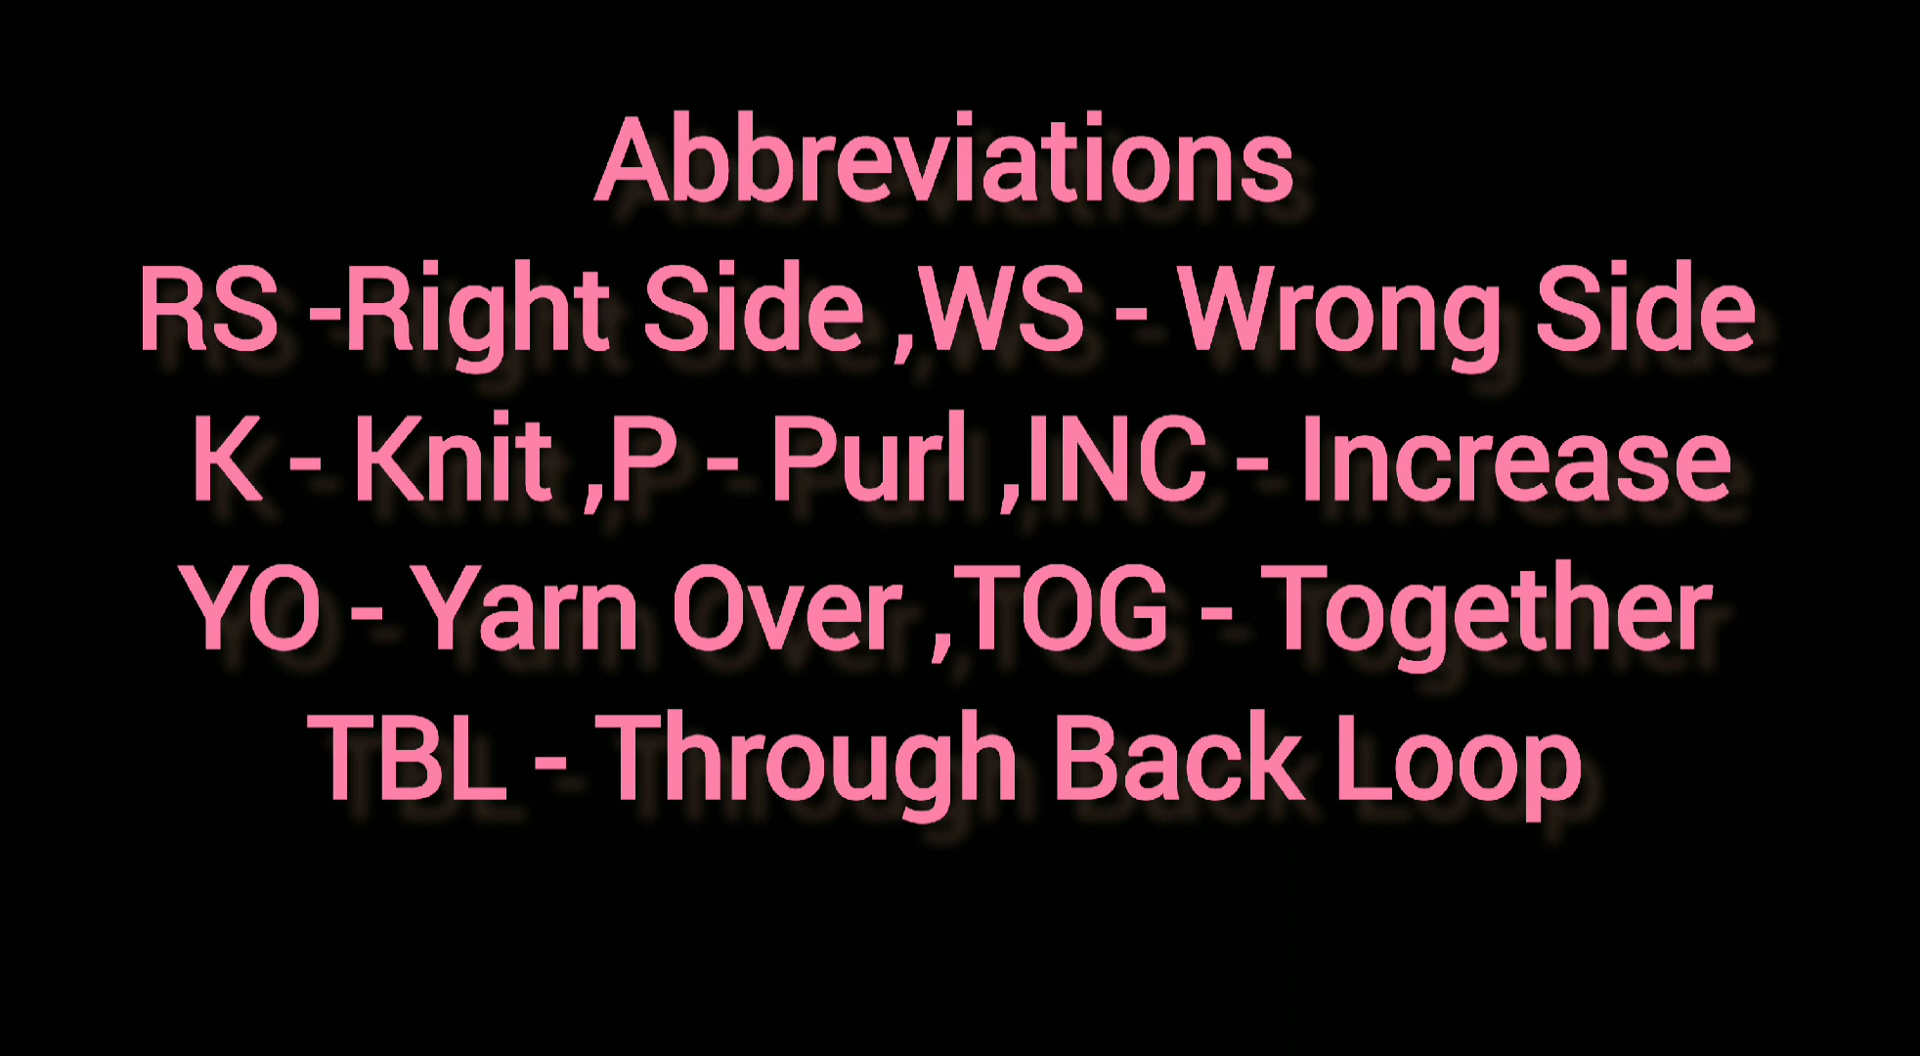 Abbreviations
RS -Right Side ,WS - Wrong Side
K - Knit ,P - Purl ,INC - Increase
YO - Yarn Over ,TOG - Together
TBL - Through Back Loop